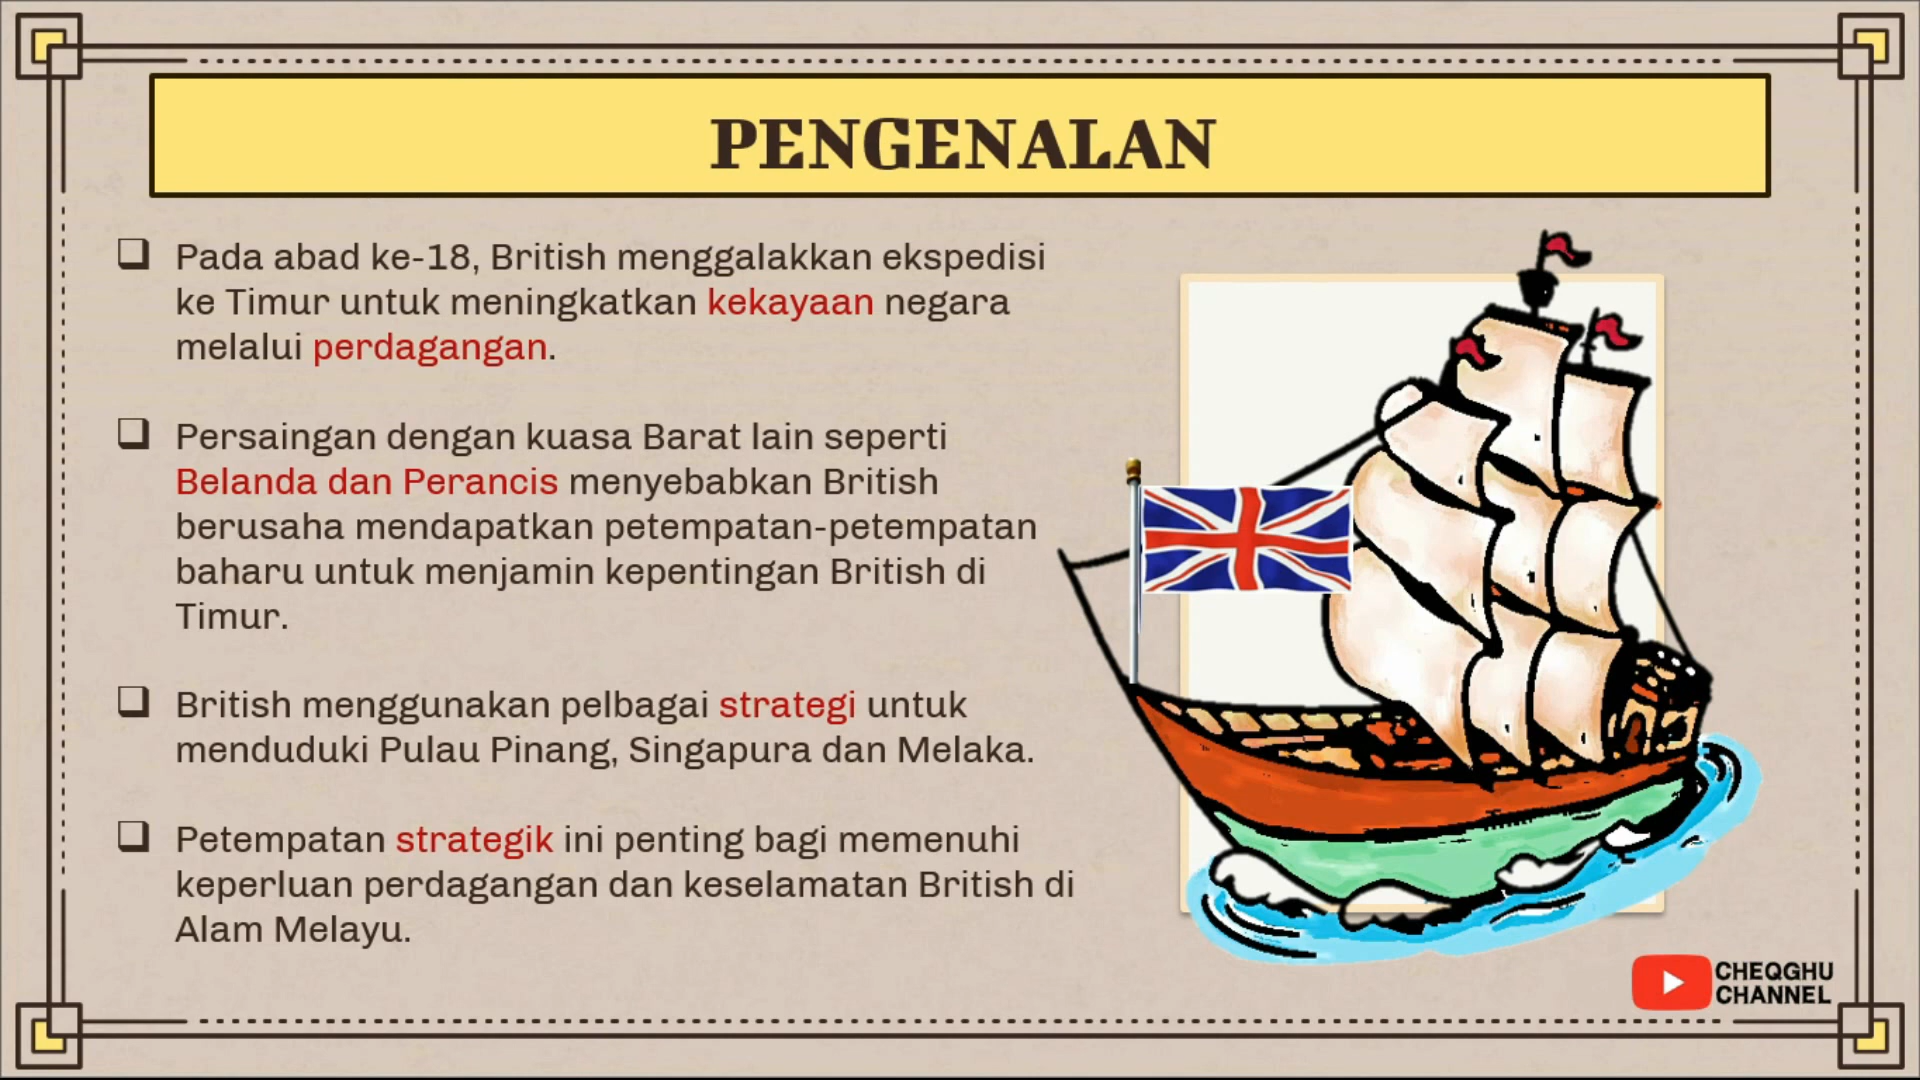 PENGENALAN
Pada abad ke-18, British menggalakkan ekspedisi
ke Timur untuk meningkatkan kekayaan negara
melalui perdagangan.
Persaingan dengan kuasa Barat lain seperti
Belanda dan Perancis menyebabkan British
berusaha mendapatkan petempatan-petempatan
baharu untuk menjamin kepentingan British di
Timur.
British menggunakan pelbagai strategi untuk
menduduki Pulau Pinang, Singapura dan Melaka.
Petempatan strategik ini penting bagi memenuhi
keperluan perdagangan dan keselamatan British di
Alam Melayu.
CHEQGHU
CHANNEL